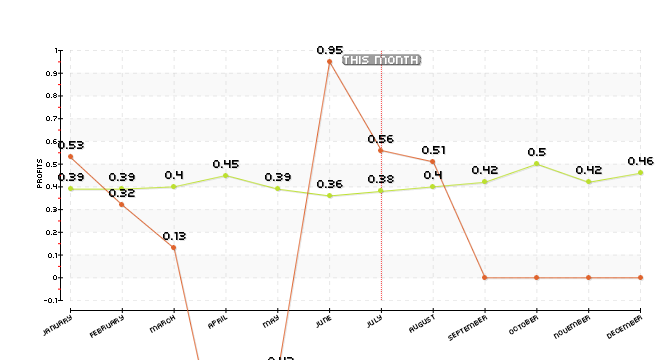 0.95
THIS MONTH
1
0.9
0.8
0.7
0.6
0.53
0.56
0.51
0.5
0.5
0.45
0.46
0.42
0.42
0.39
0.39
0.4
0.39
0.36
0.38
0.4
0.4
0.32
0.3
0.2
0.13
0.1
0
-0.1
PROFITS
JANUARY
FEBRUARY
MARCH
APRIL
MAY
JUNE
JULY
AUGUST
SEPTEMBER
OCTOBER
NOVEMBER
DECEMBER